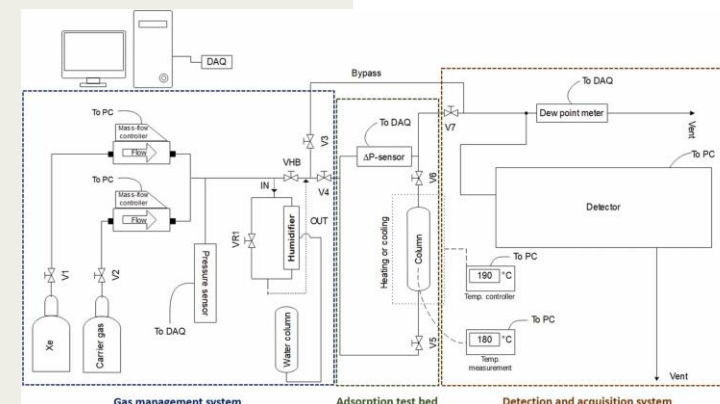 DAQ
Bypass
To PC
Mass-flow
controller
Flow
To PC
Mass-flow
controller
Flow
V1
V2
Xe
Carrier gas
Pressure sensor
To DAQ
VHB
V3
V4
IN
OUT
VR1
Humidifier
Water column
To DAQ
ΔP-sensor
V7
V6
Heating or cooling
Column
V5
To DAQ
Dew point meter
Vent
To PC
Detector
To PC
190 °C
Temp. controller
To PC
180 °C
Temp.
measurement
Vent
Gas management system
Adsorption test bed
Detection and acquisition system